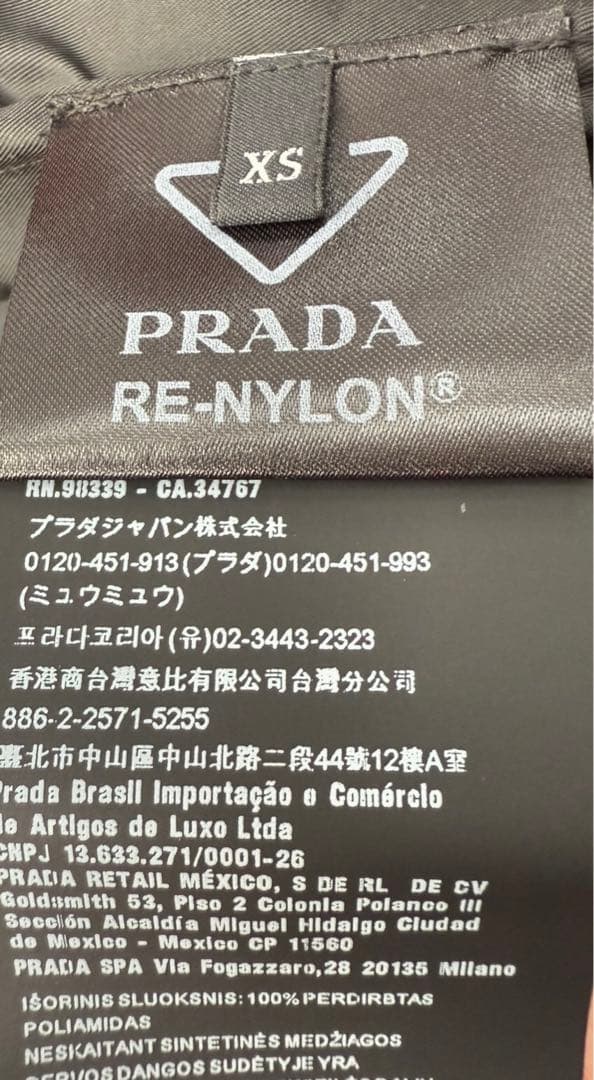 XS
PRADA
RE-NYLON®
RN.98339 - CA.34767
プラダジャパン株式会社
0120-451-913(プラダ)0120-451-993
(ミュウミュウ)
프라다코리아(유)02-3443-2323
香港商台灣意比有限公司台灣分公司
886-2-2571-5255
臺北市中山區中山北路二段44號12樓A室
Prada Brasil Importação e Comércio
de Artigos de Luxo Ltda
CNPJ 13.633.271/0001-26
PRADA RETAIL MÉXICO, S DE RL DE CV
Goldsmith 53, Piso 2 Colonia Polanco III
Sección Alcaldía Miguel Hidalgo Ciudad
de Mexico - Mexico CP 11560
PRADA SPA Via Fogazzaro,28 20135 Milano
IŠORINIS SLUOKSNIS: 100% PERDIRBTAS
POLIAMIDAS
NESKAITANT SINTETINĖS MEDŽIAGOS
DANGOS SUDĖTYJE YRA